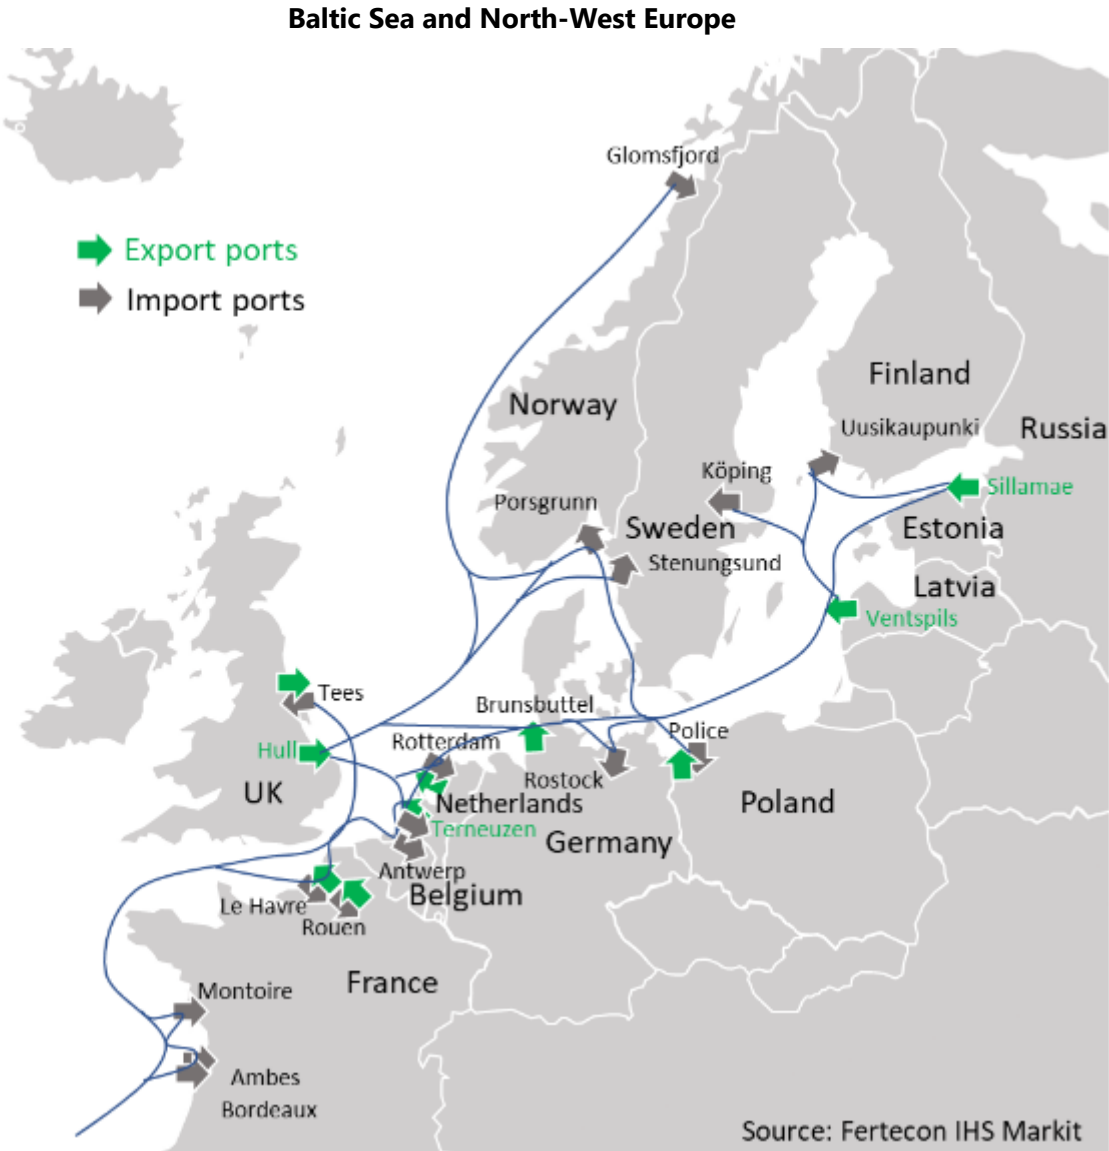 Baltic Sea and North-West Europe
Glomsfjord
Export ports
Import ports
Finland
Norway
Uusikaupunki
Russia
Köping
Sillamae
Porsgrunn
Sweden
Estonia
Stenungsund
Latvia
Ventspils
Tees
Brunsbuttel
Police
Hull
Rotterdam
Rostock
UK
Netherlands
Poland
Terneuzen
Germany
Antwerp
Belgium
Le Havre
Rouen
France
Montoire
Ambes
Bordeaux
Source: Fertecon IHS Markit